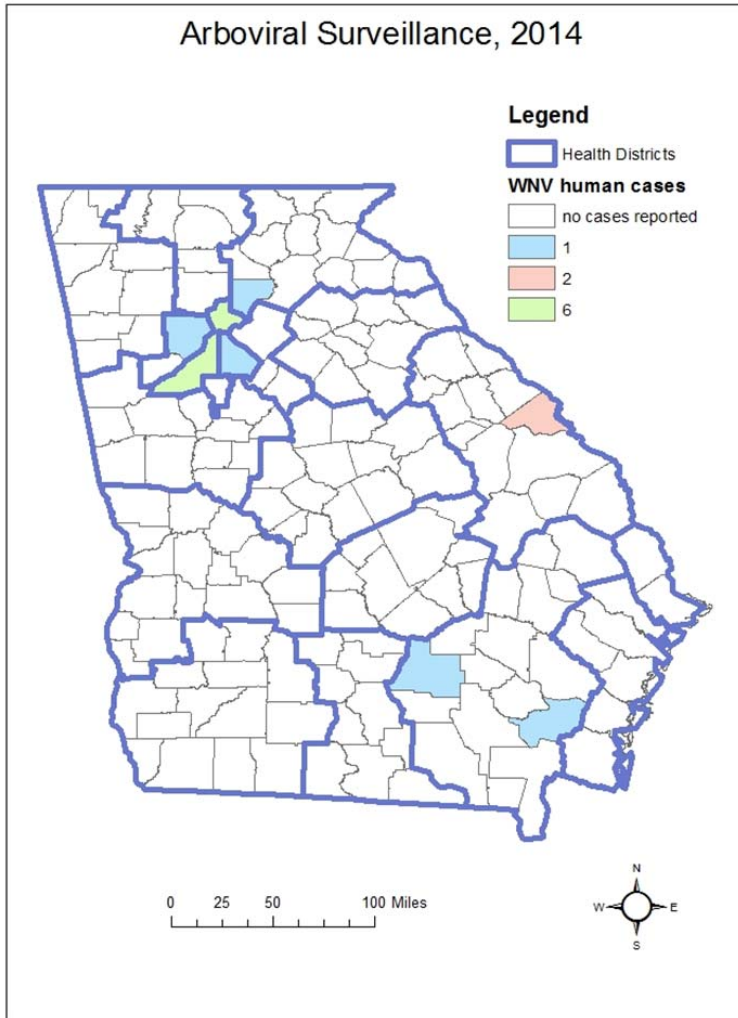 Arboviral Surveillance, 2014
Legend
Health Districts
WNV human cases
no cases reported
1
2
6
0 25 50 100 Miles
N
W E
S